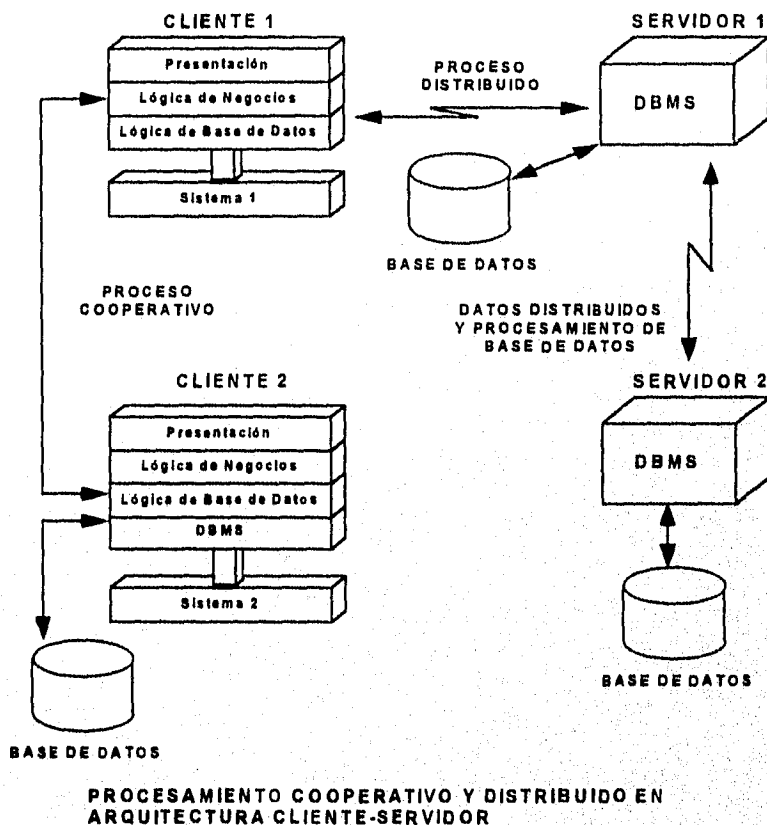 CLIENTE 1
Presentación
Lógica de Negocios
Lógica de Base de Datos
Sistema 1
PROCESO
DISTRIBUIDO
SERVIDOR 1
DBMS
BASE DE DATOS
PROCESO
COOPERATIVO
DATOS DISTRIBUIDOS
Y PROCESAMIENTO DE
BASE DE DATOS
CLIENTE 2
Presentación
Lógica de Negocios
Lógica de Base de Datos
DBMS
Sistema 2
BASE DE DATOS
SERVIDOR 2
DBMS
BASE DE DATOS
PROCESAMIENTO COOPERATIVO Y DISTRIBUIDO EN
ARQUITECTURA CLIENTE-SERVIDOR